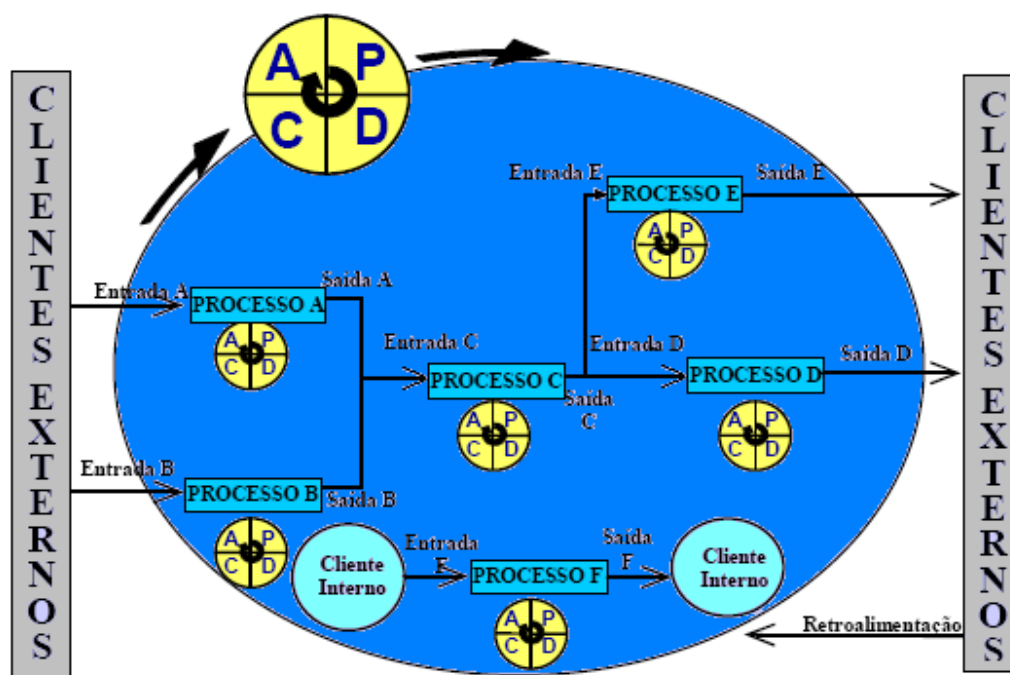 CLIENTES EXTERNOS
A P
C D
Entrada A
PROCESSO A
Saída A
A P
C D
Entrada B
PROCESSO B
Saída B
A P
C D
Entrada C
PROCESSO C
Saída
C
A P
C D
Entrada E
PROCESSO E
Saída E
A P
C D
Entrada D
PROCESSO D
Saída D
A P
C D
Cliente
Interno
Entrada
F
PROCESSO F
Saída
F
A P
C D
Cliente
Interno
Retroalimentação
CLIENTES EXTERNOS